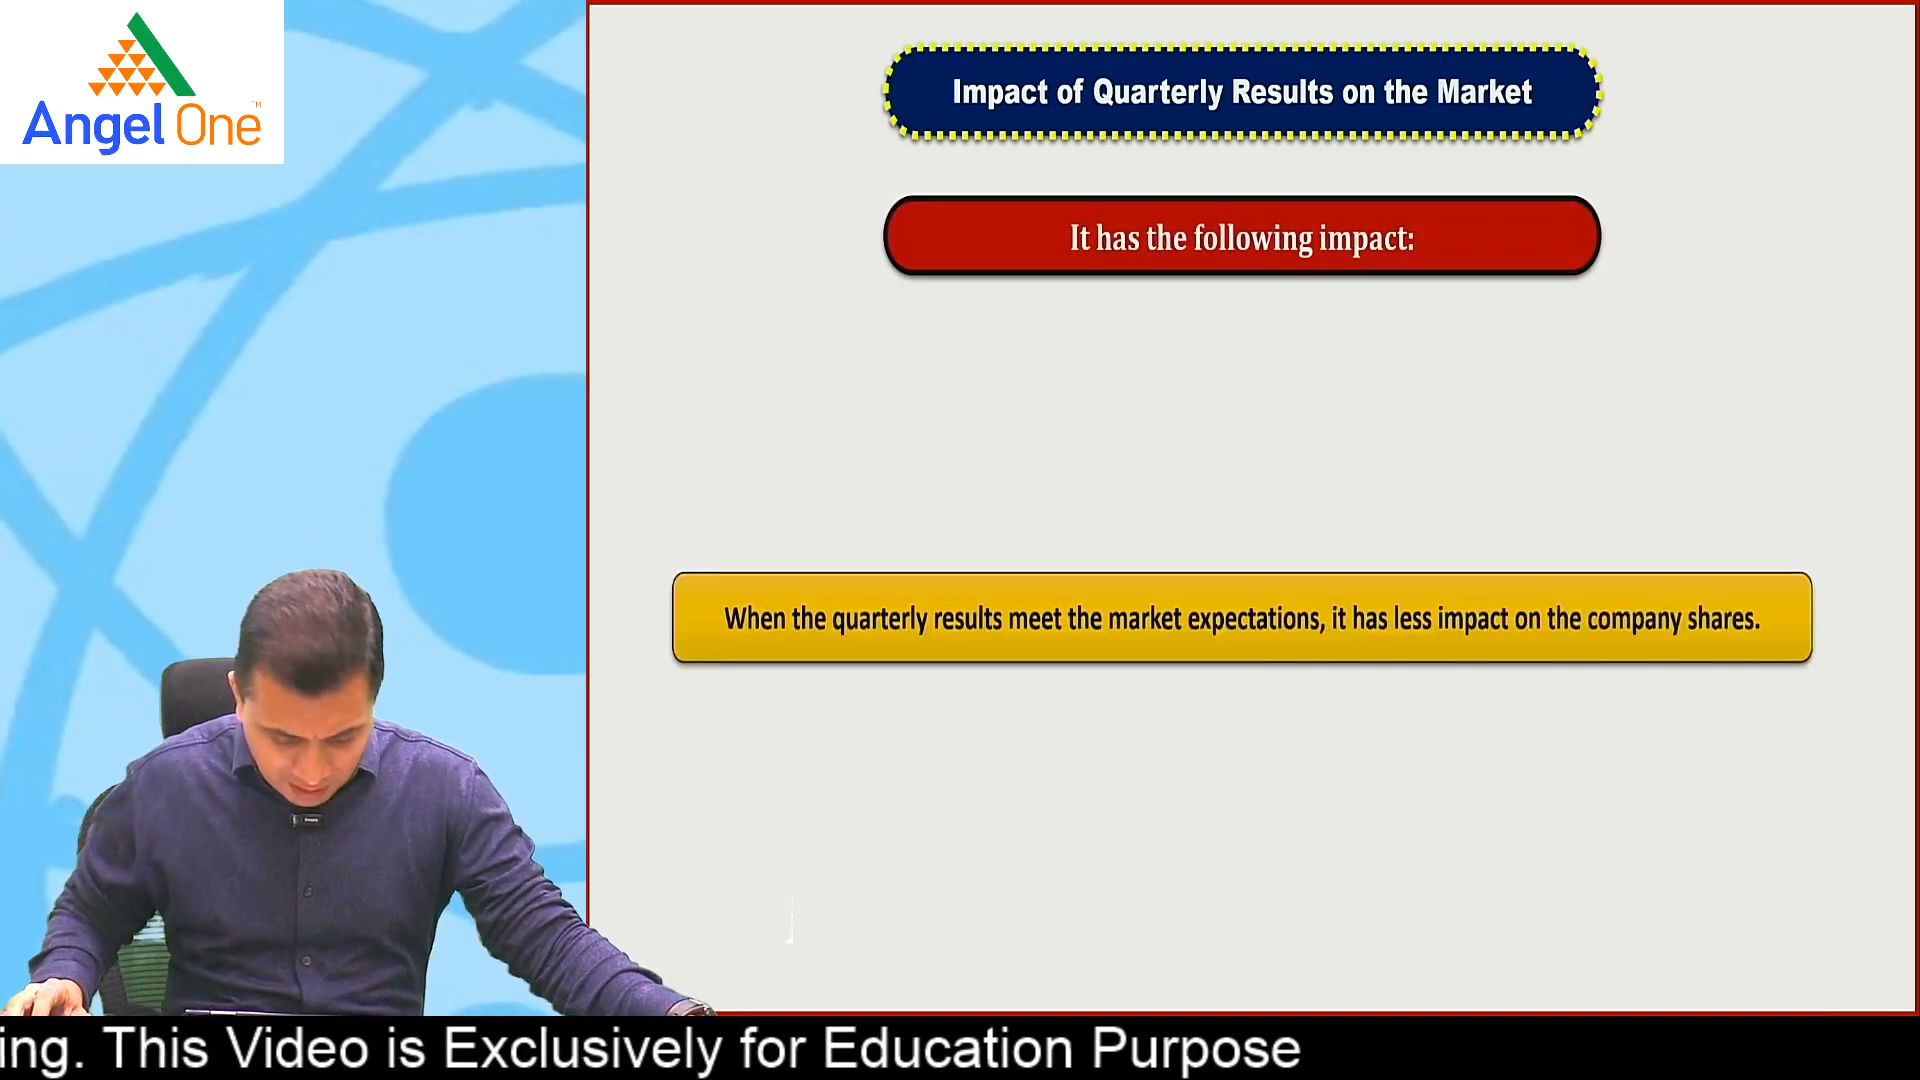 Angel One™
Impact of Quarterly Results on the Market
It has the following impact:
When the quarterly results meet the market expectations, it has less impact on the company shares.
ing. This Video is Exclusively for Education Purpose